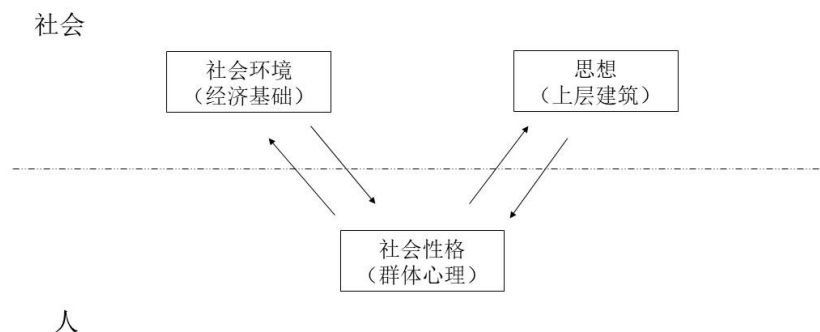 社会
社会环境
（经济基础）
思想
（上层建筑）
社会性格
（群体心理）
人